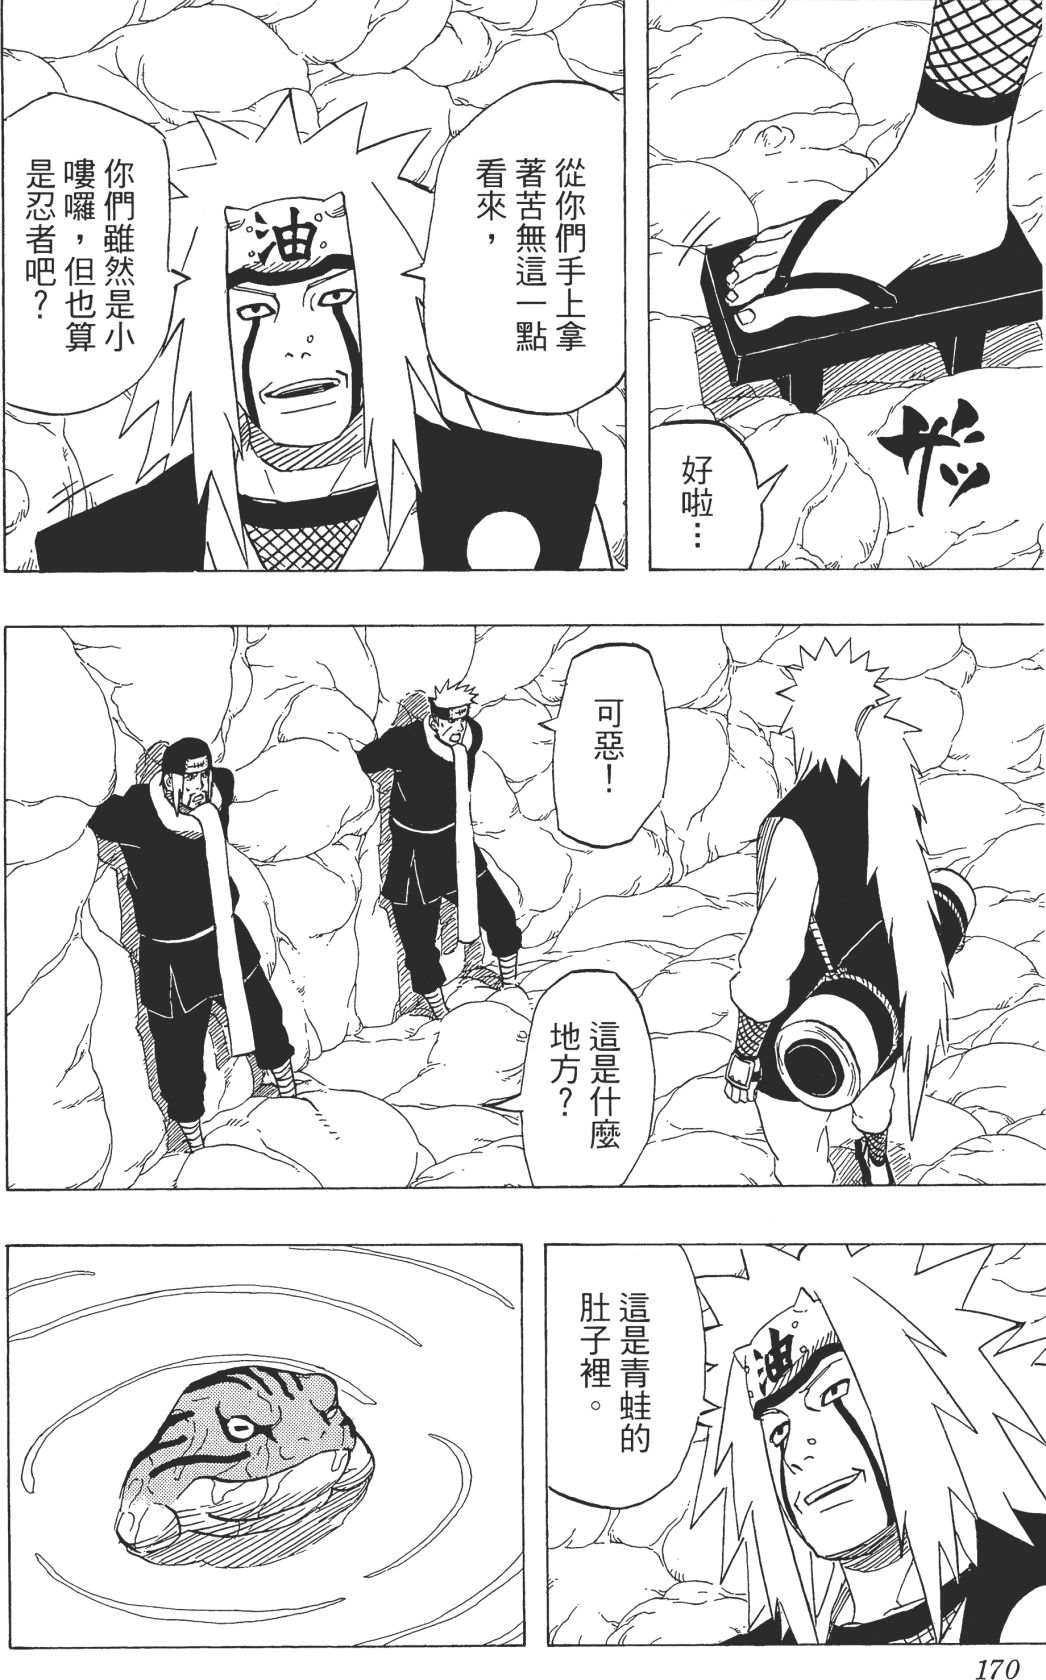 好啦…
ザッ
從你們手上拿
著苦無這一點
看來，
油
你們雖然是小
嘍囉，但也算
是忍者吧？
可惡！
這是什麼
地方？
這是青蛙的
肚子裡。
油
170